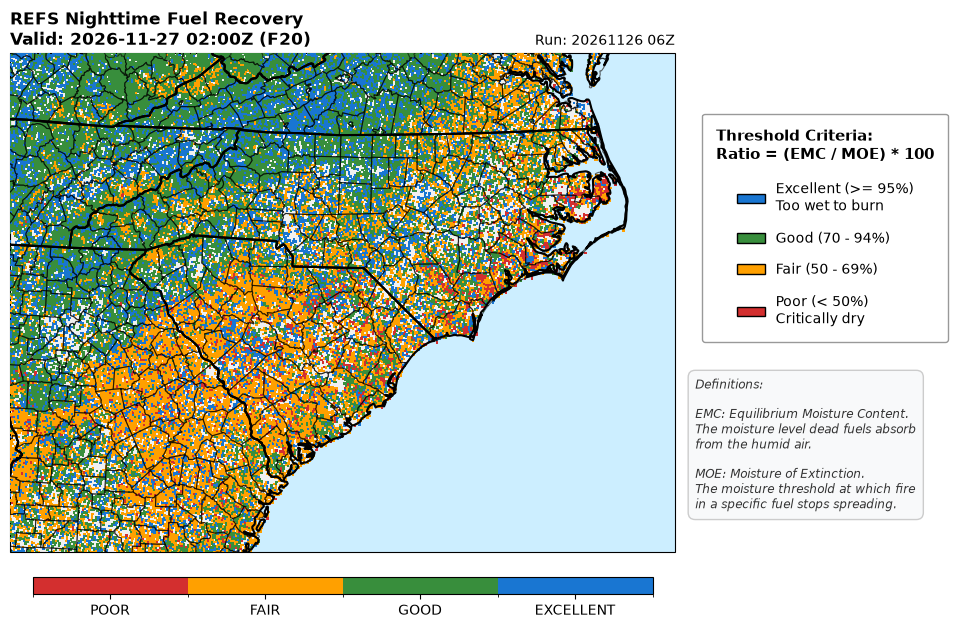 REFS Nighttime Fuel Recovery
Valid: 2026-11-27 02:00Z (F20)
Run: 20261126 06Z
Threshold Criteria:
Ratio = (EMC / MOE) * 100
Excellent (>= 95%)
Too wet to burn
Good (70 - 94%)
Fair (50 - 69%)
Poor (< 50%)
Critically dry
Definitions:
EMC: Equilibrium Moisture Content.
The moisture level dead fuels absorb
from the humid air.
MOE: Moisture of Extinction.
The moisture threshold at which fire
in a specific fuel stops spreading.
POOR
FAIR
GOOD
EXCELLENT